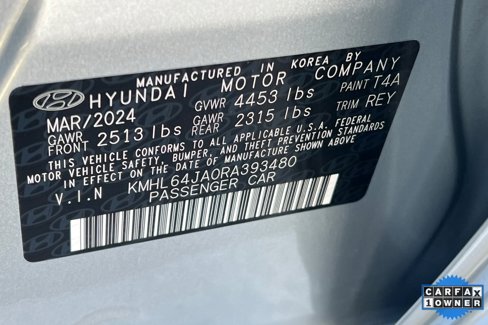 MANUFACTURED IN KOREA BY
HYUNDAI MOTOR COMPANY
MAR/2024 GVWR 4453 lbs PAINT T4A
GAWR FRONT 2513 lbs GAWR REAR 2315 lbs TRIM REY
THIS VEHICLE CONFORMS TO ALL APPLICABLE U.S.A. FEDERAL
MOTOR VEHICLE SAFETY, BUMPER, AND THEFT PREVENTION STANDARDS
IN EFFECT ON THE DATE OF MANUFACTURE SHOWN ABOVE.
V.I.N KMHL64JA0RA393480
PASSENGER CAR
CARFAX
1 OWNER